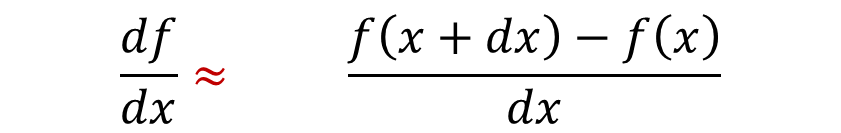 df/dx ≈ f(x + dx) − f(x)/dx